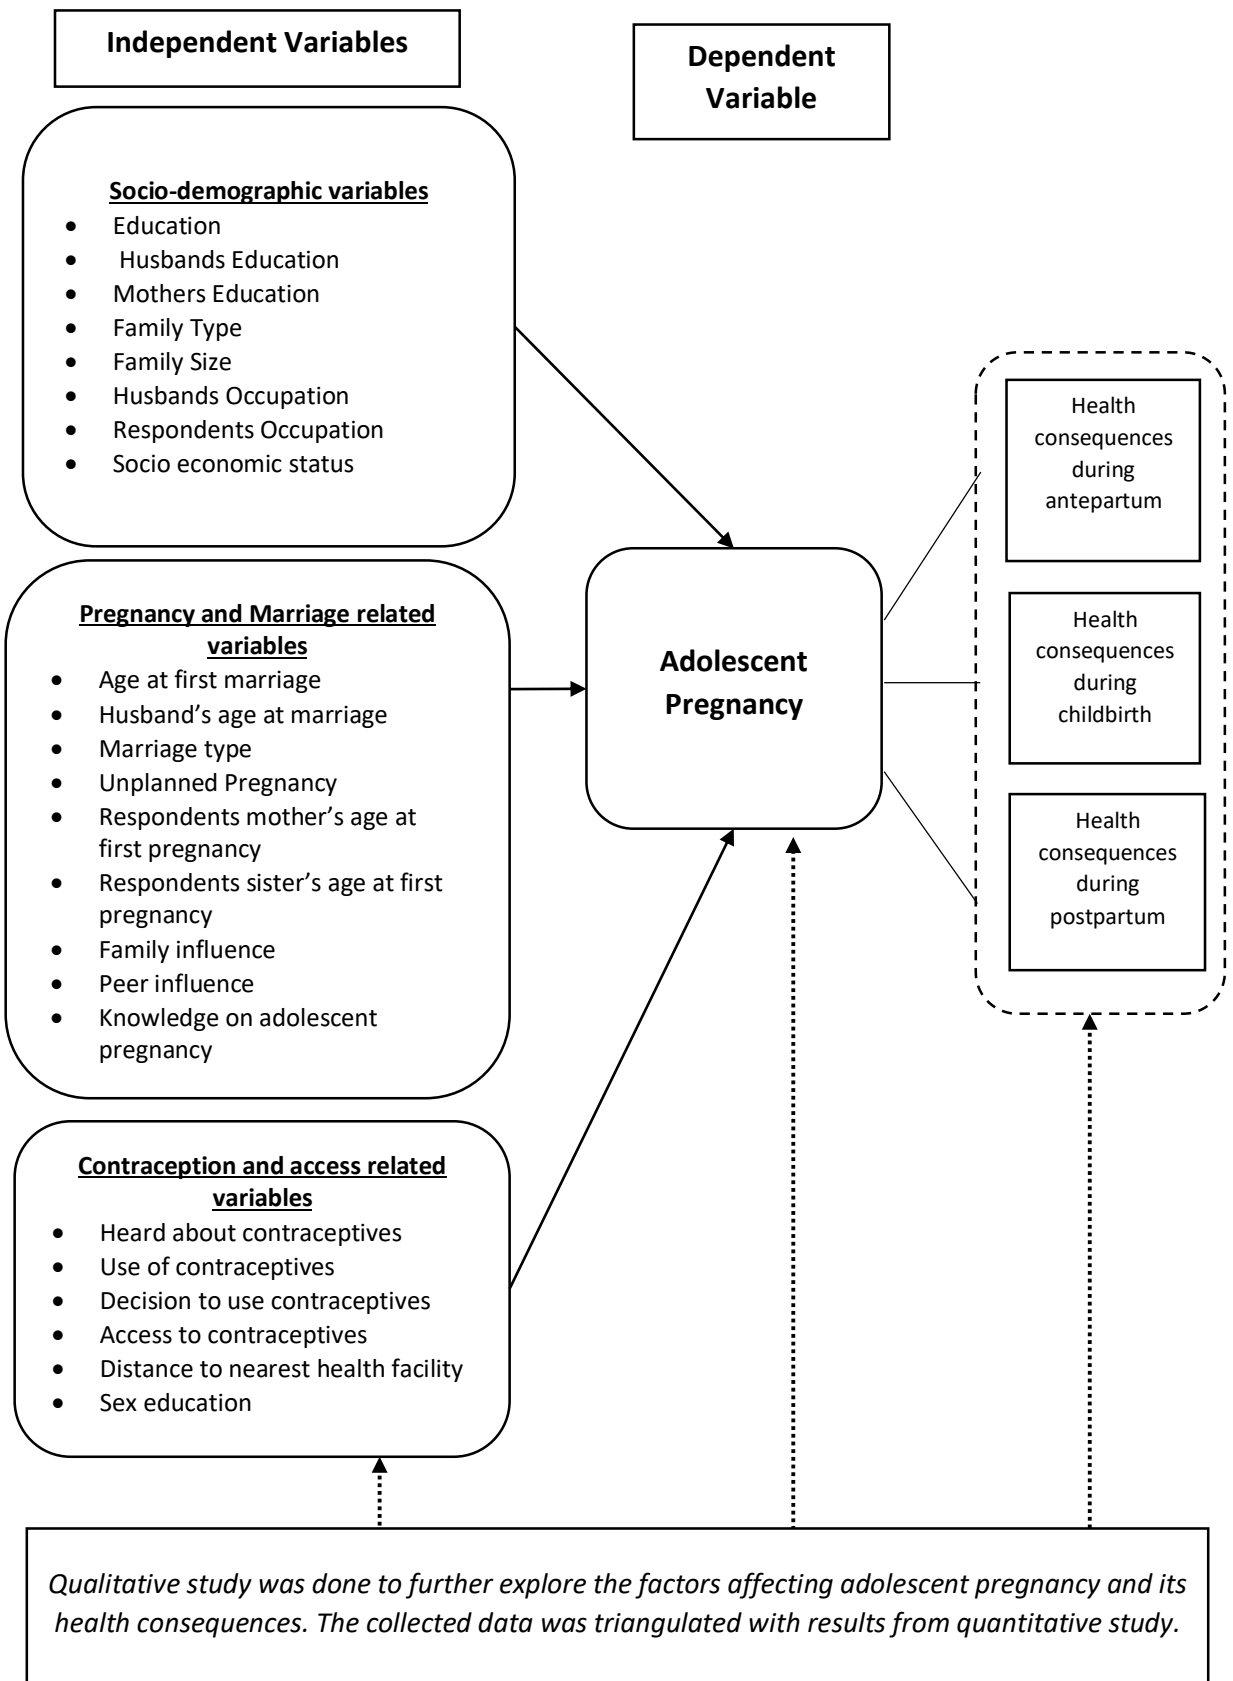 Independent Variables
Dependent
Variable
Socio-demographic variables
• Education
• Husbands Education
• Mothers Education
• Family Type
• Family Size
• Husbands Occupation
• Respondents Occupation
• Socio economic status
Pregnancy and Marriage related
variables
• Age at first marriage
• Husband’s age at marriage
• Marriage type
• Unplanned Pregnancy
• Respondents mother’s age at
first pregnancy
• Respondents sister’s age at first
pregnancy
• Family influence
• Peer influence
• Knowledge on adolescent
pregnancy
Contraception and access related
variables
• Heard about contraceptives
• Use of contraceptives
• Decision to use contraceptives
• Access to contraceptives
• Distance to nearest health facility
• Sex education
Adolescent
Pregnancy
Health
consequences
during
antepartum
Health
consequences
during
childbirth
Health
consequences
during
postpartum
Qualitative study was done to further explore the factors affecting adolescent pregnancy and its
health consequences. The collected data was triangulated with results from quantitative study.